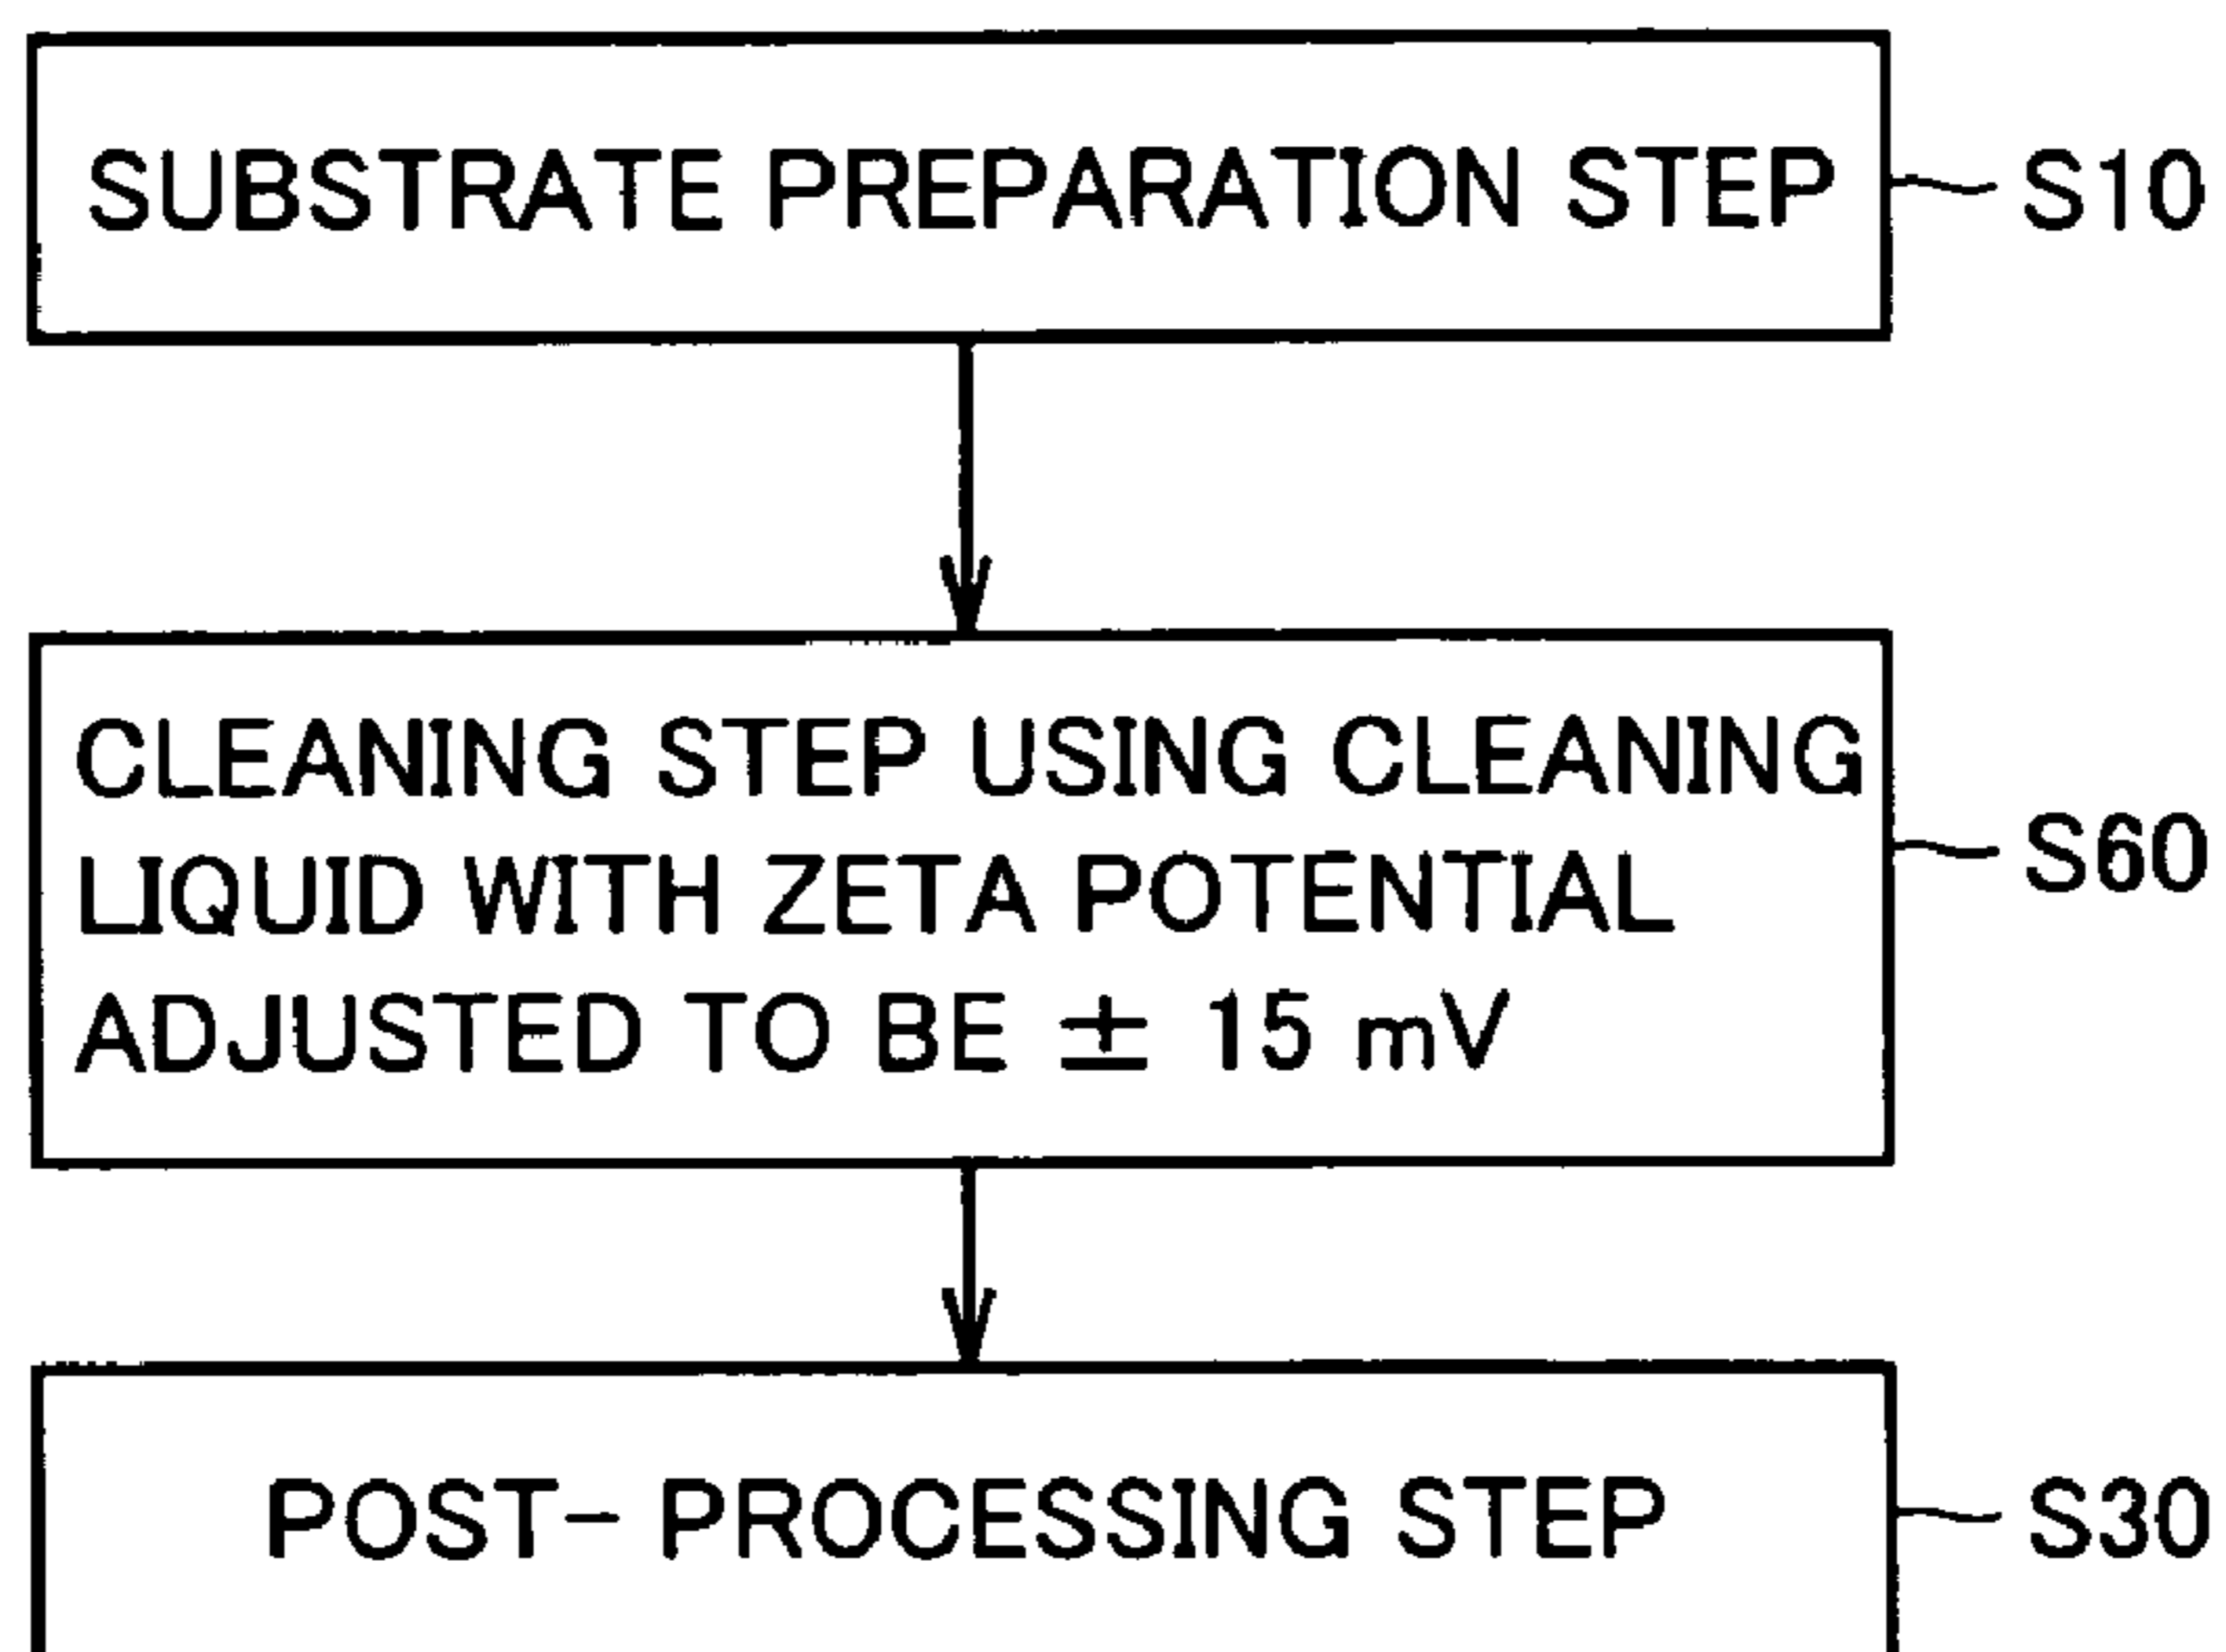 SUBSTRATE PREPARATION STEP S10
CLEANING STEP USING CLEANING
LIQUID WITH ZETA POTENTIAL
ADJUSTED TO BE ± 15 mV
S60
POST- PROCESSING STEP S30